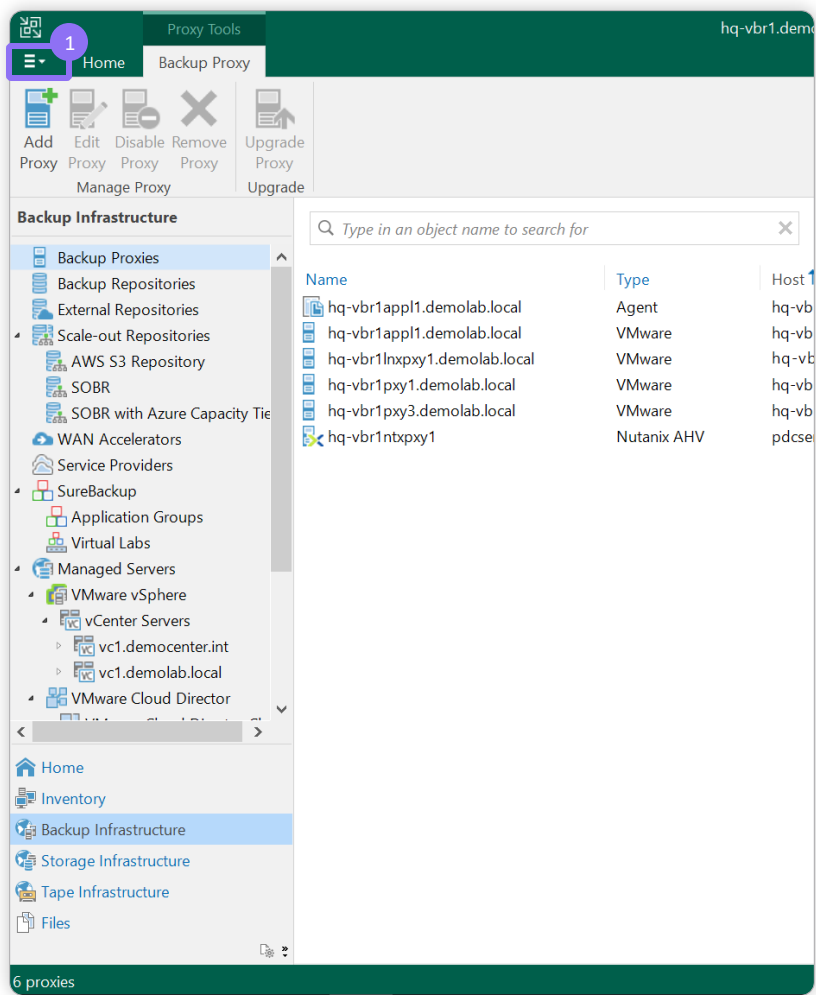 Proxy Tools
hq-vbr1.demo
1
Home
Backup Proxy
Add Proxy
Edit Proxy
Disable Proxy
Remove Proxy
Upgrade Proxy
Manage Proxy
Upgrade
Backup Infrastructure
Type in an object name to search for
Backup Proxies
Backup Repositories
External Repositories
Scale-out Repositories
AWS S3 Repository
SOBR
SOBR with Azure Capacity Tie
WAN Accelerators
Service Providers
SureBackup
Application Groups
Virtual Labs
Managed Servers
VMware vSphere
vCenter Servers
vc1.democenter.int
vc1.demolab.local
VMware Cloud Director
Name Type Host
hq-vbr1appl1.demolab.local Agent hq-vb
hq-vbr1appl1.demolab.local VMware hq-vb
hq-vbr1lnxpxy1.demolab.local VMware hq-vb
hq-vbr1pxy1.demolab.local VMware hq-vb
hq-vbr1pxy3.demolab.local VMware hq-vb
hq-vbr1ntxpxy1 Nutanix AHV pdcse
Home
Inventory
Backup Infrastructure
Storage Infrastructure
Tape Infrastructure
Files
6 proxies